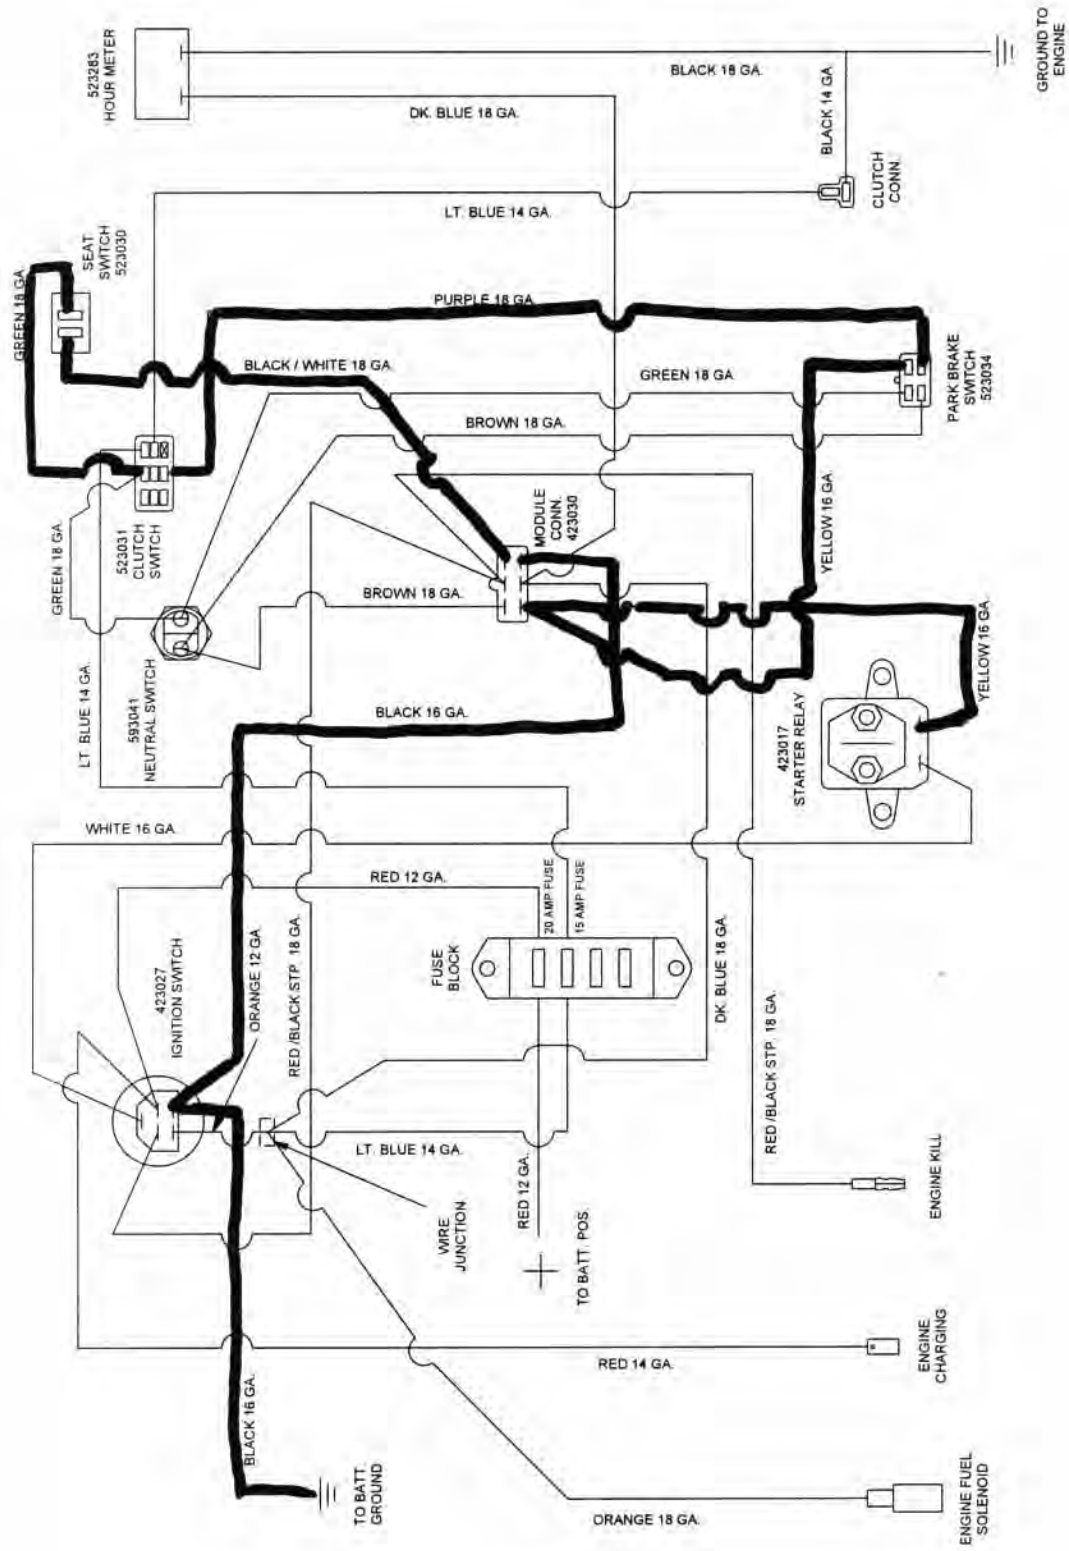 523283
HOUR METER
BLACK 18 GA.
GROUND TO
ENGINE
DK. BLUE 18 GA.
BLACK 14 GA.
CLUTCH
CONN.
LT. BLUE 14 GA.
SEAT
SWITCH
523030
GREEN 18 GA.
PURPLE 18 GA.
BLACK / WHITE 18 GA.
GREEN 18 GA.
PARK BRAKE
SWITCH
523034
BROWN 18 GA.
523031
CLUTCH
SWITCH
GREEN 18 GA.
MODULE
CONN.
423030
YELLOW 16 GA.
BROWN 18 GA.
593041
NEUTRAL SWITCH
LT. BLUE 14 GA.
BLACK 16 GA.
YELLOW 16 GA.
423017
STARTER RELAY
WHITE 16 GA.
RED 12 GA.
20 AMP FUSE
15 AMP FUSE
FUSE
BLOCK
423027
IGNITION SWITCH
ORANGE 12 GA.
RED /BLACK STP. 18 GA.
DK. BLUE 18 GA.
RED /BLACK STP. 18 GA.
LT. BLUE 14 GA.
RED 12 GA.
WIRE
JUNCTION
TO BATT. POS.
ENGINE KILL
RED 14 GA.
ENGINE
CHARGING
BLACK 16 GA.
TO BATT.
GROUND
ORANGE 18 GA.
ENGINE FUEL
SOLENOID